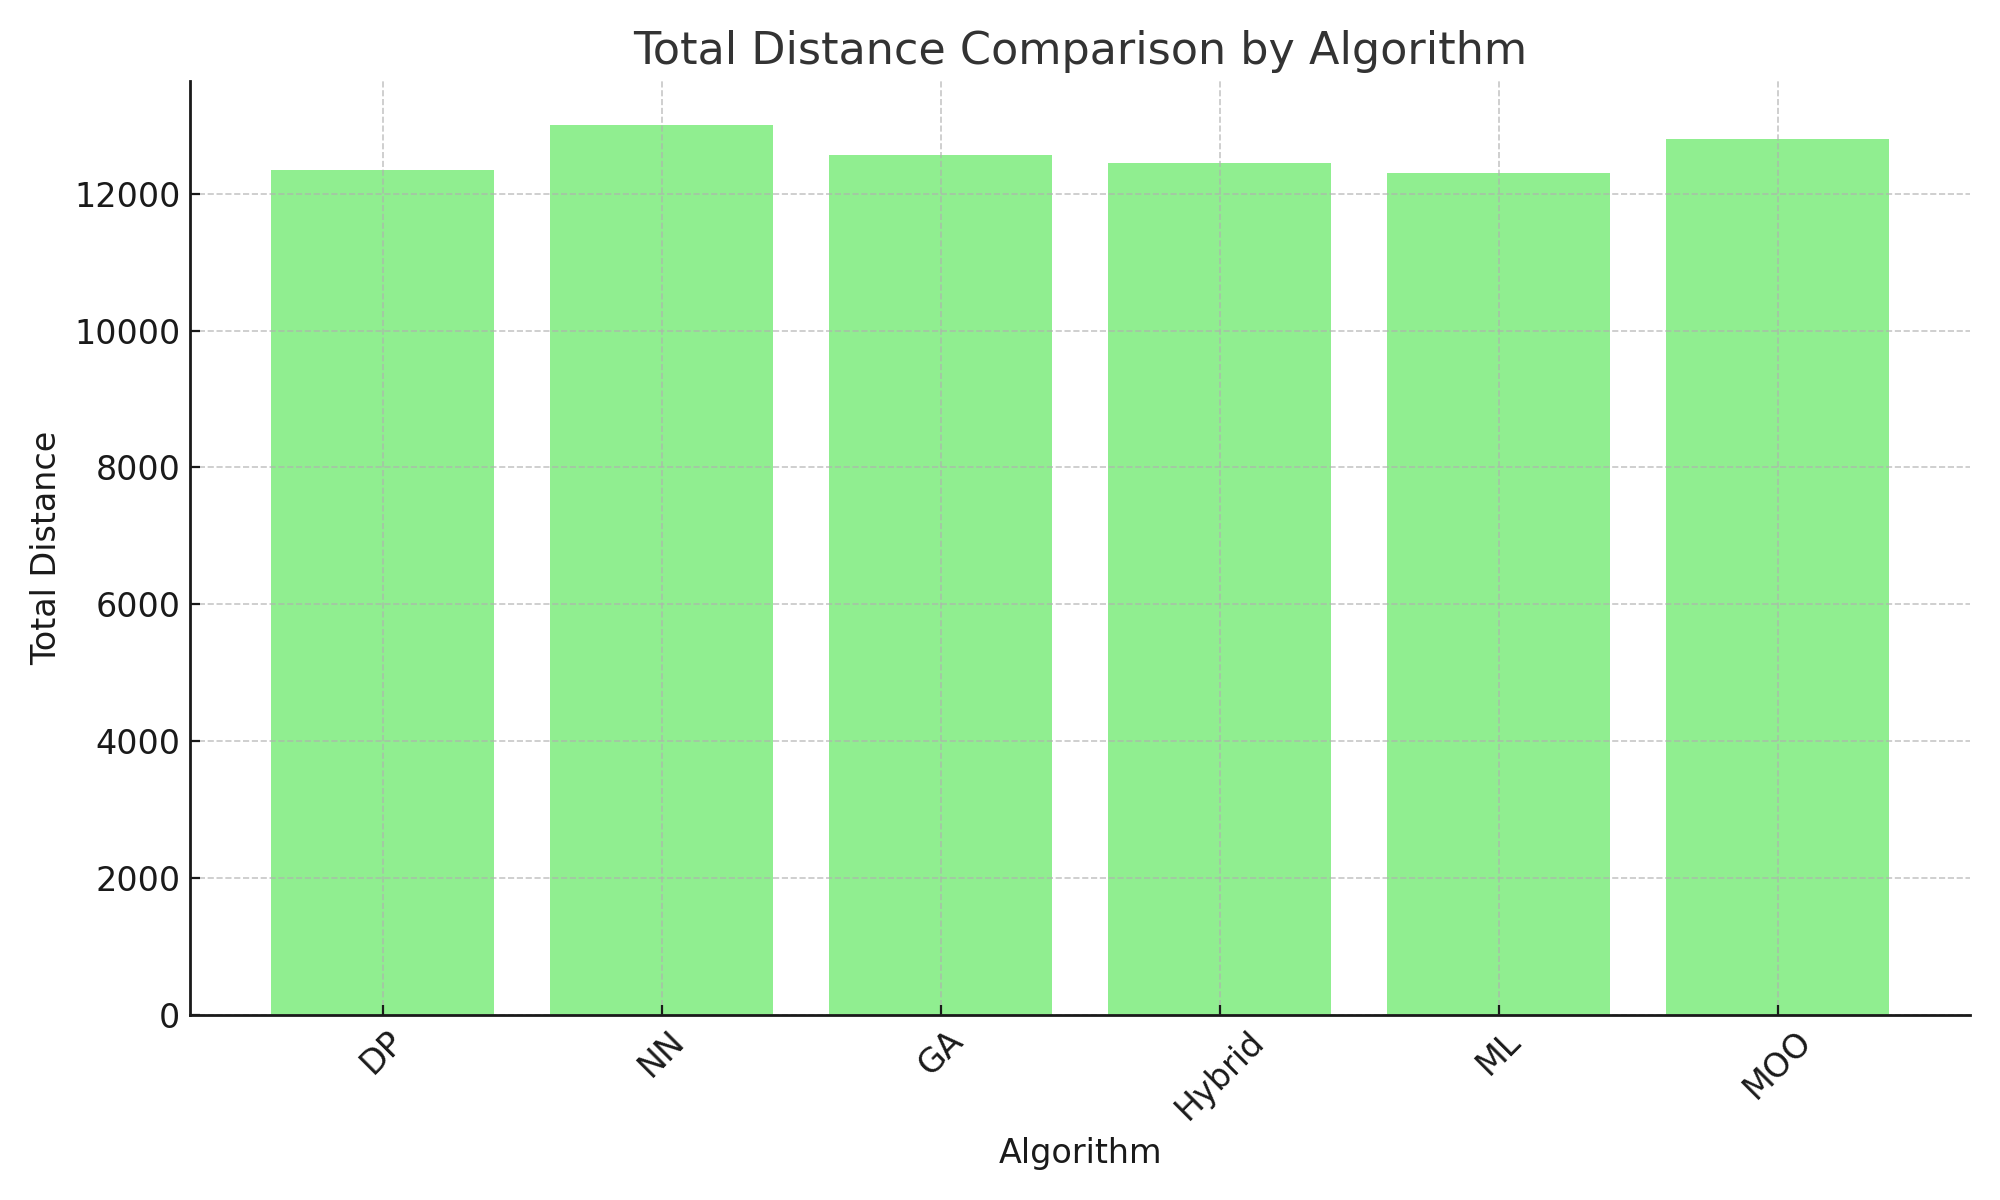 Total Distance Comparison by Algorithm
Total Distance
12000
10000
8000
6000
4000
2000
0
DP
NN
GA
Hybrid
ML
MOO
Algorithm